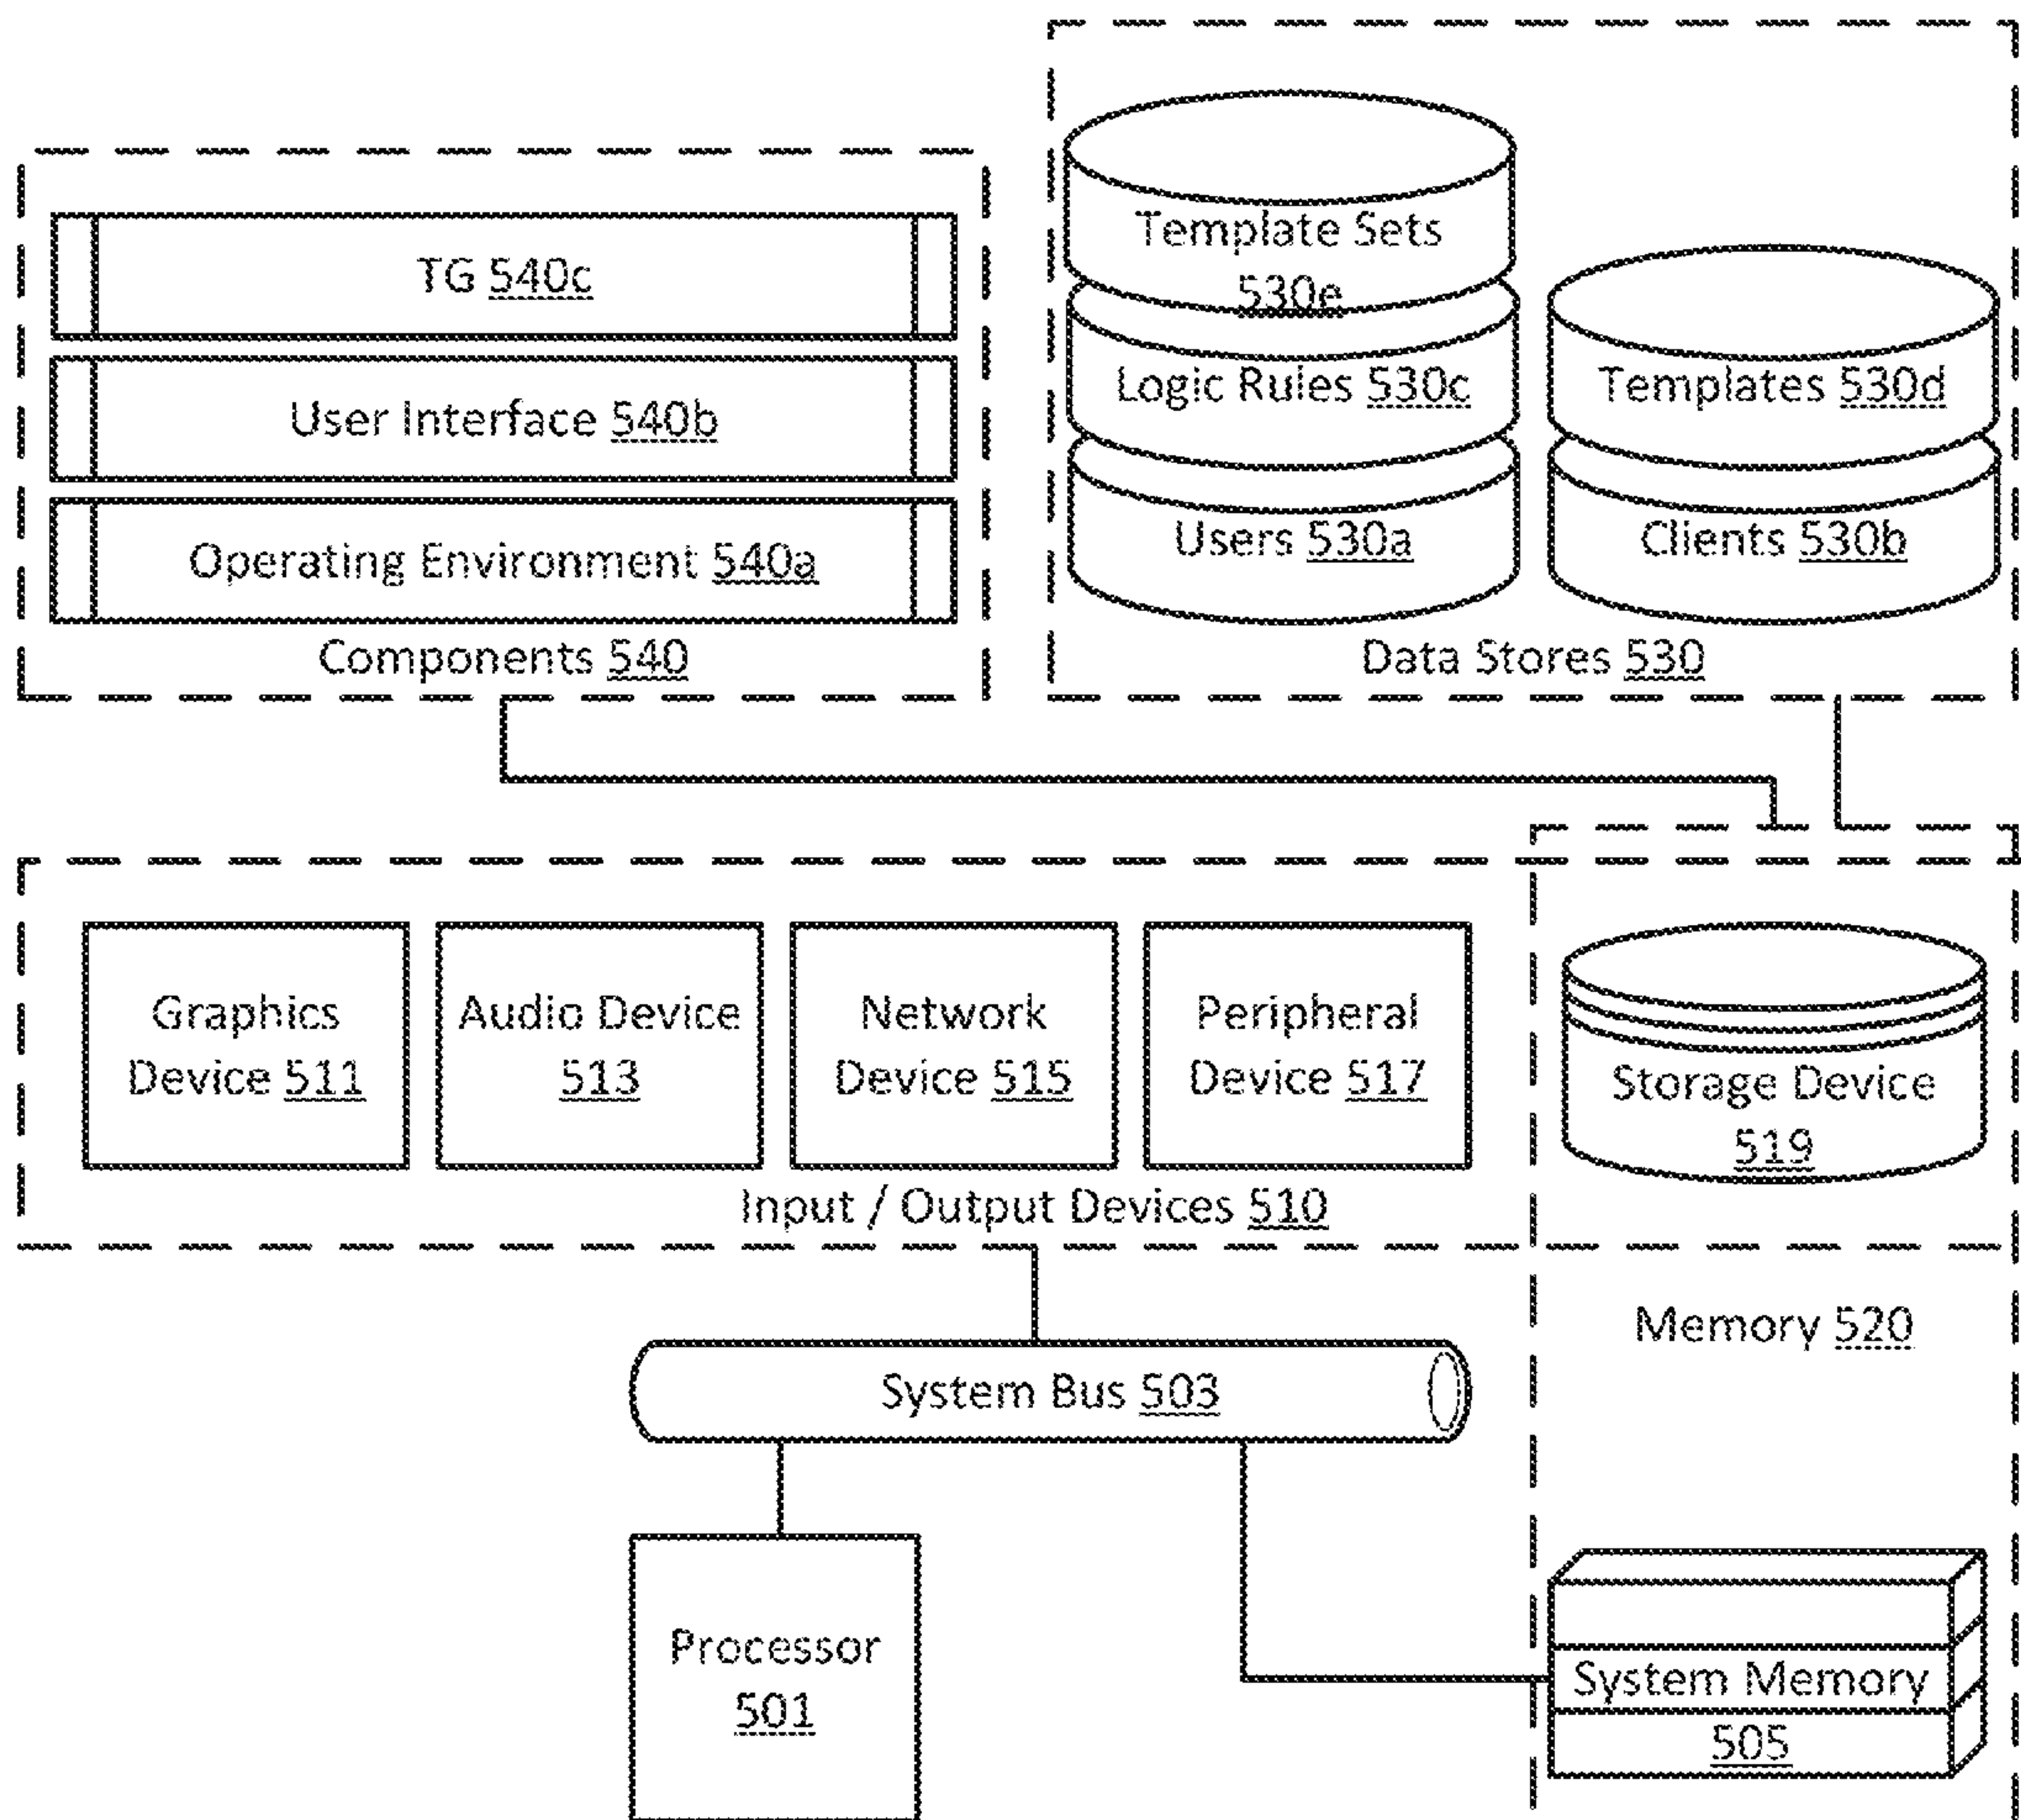 TG 540c
User Interface 540b
Operating Environment 540a
Components 540
Template Sets
530e
Logic Rules 530c
Users 530a
Templates 530d
Clients 530b
Data Stores 530
Graphics
Device 511
Audio Device
513
Network
Device 515
Peripheral
Device 517
Storage Device
519
Input / Output Devices 510
Memory 520
System Bus 503
Processor
501
System Memory
505